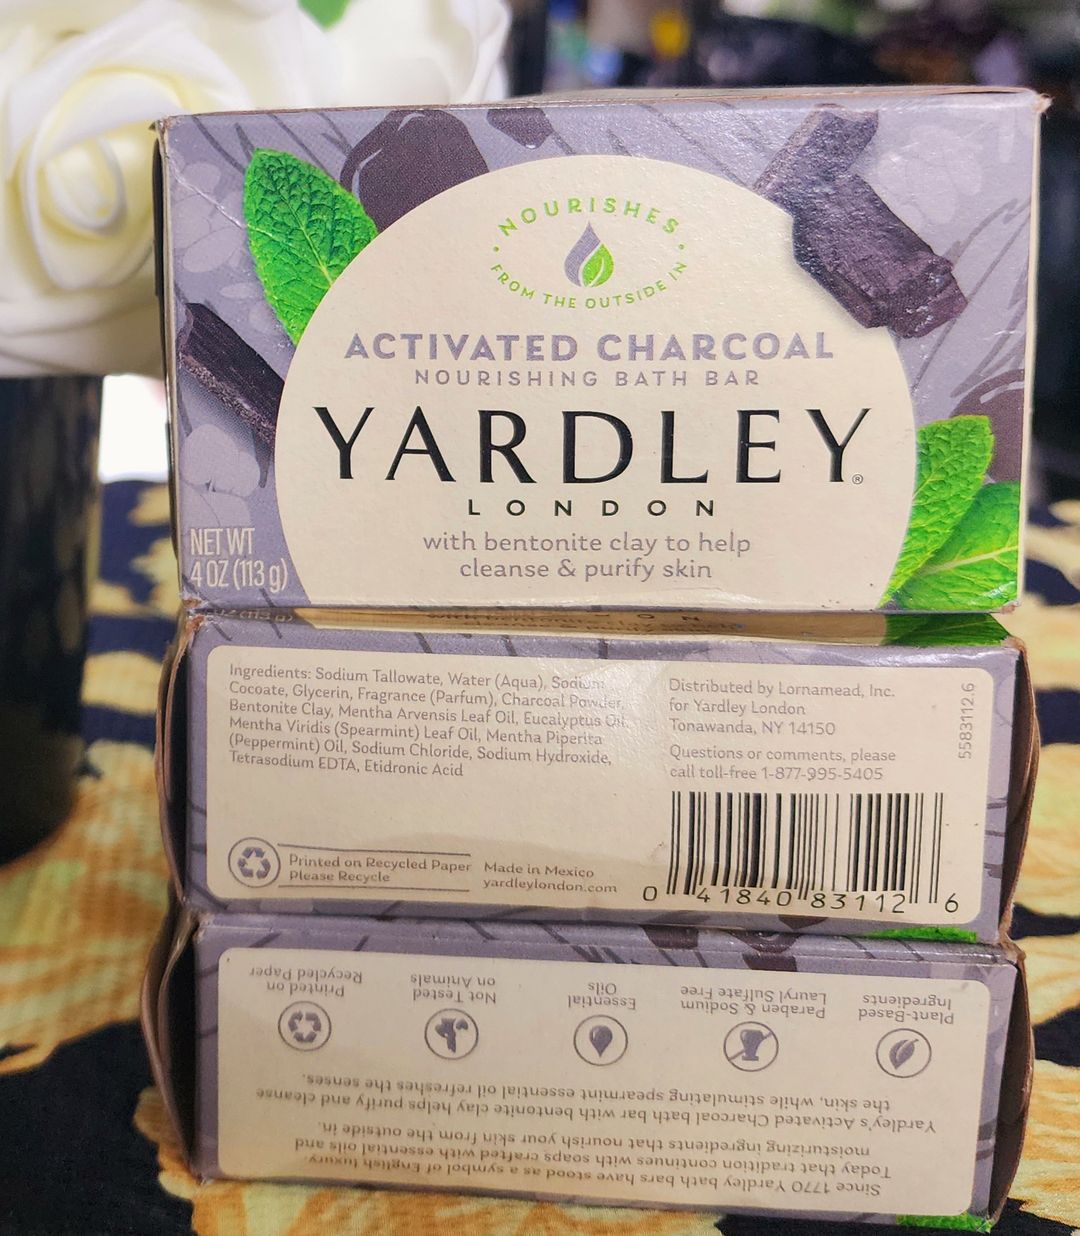 NOURISHES
FROM THE OUTSIDE IN
ACTIVATED CHARCOAL
NOURISHING BATH BAR
YARDLEY®
LONDON
with bentonite clay to help
cleanse & purify skin
NET WT
4 OZ (113 g)
Ingredients: Sodium Tallowate, Water (Aqua), Sodium
Cocoate, Glycerin, Fragrance (Parfum), Charcoal Powder,
Bentonite Clay, Mentha Arvensis Leaf Oil, Eucalyptus Oil,
Mentha Viridis (Spearmint) Leaf Oil, Mentha Piperita
(Peppermint) Oil, Sodium Chloride, Sodium Hydroxide,
Tetrasodium EDTA, Etidronic Acid
Printed on Recycled Paper
Please Recycle
Made in Mexico
yardleylondon.com
Distributed by Lornamead, Inc.
for Yardley London
Tonawanda, NY 14150
Questions or comments, please
call toll-free 1-877-995-5405
5583112.6
0 41840 83112 6
Since 1770 Yardley bath bars have stood as a symbol of English luxury.
Today that tradition continues with soaps crafted with essential oils and
moisturizing ingredients that nourish your skin from the outside in.
Yardley's Activated Charcoal bath bar with bentonite clay helps purify and cleanse
the skin, while stimulating spearmint essential oil refreshes the senses.
Plant-Based
Ingredients
Paraben & Sodium
Lauryl Sulfate Free
Essential
Oils
Not Tested
on Animals
Printed on
Recycled Paper